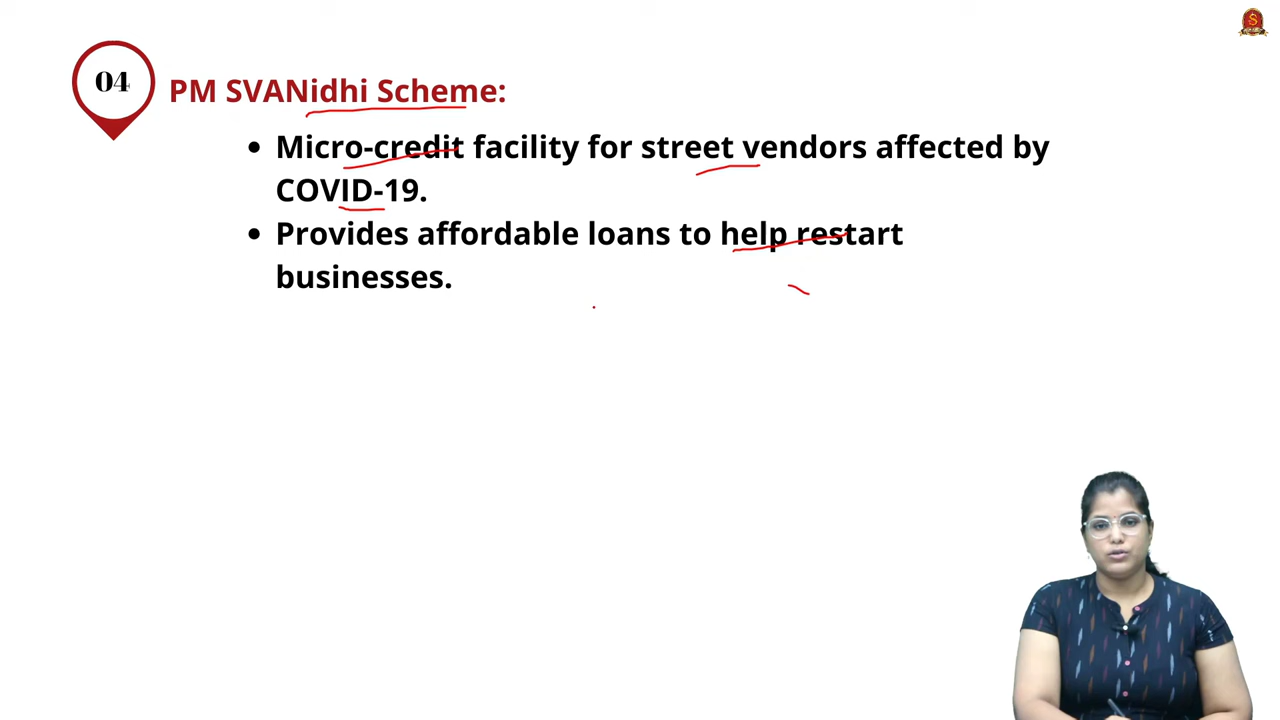 04
PM SVANidhi Scheme:
• Micro-credit facility for street vendors affected by
COVID-19.
• Provides affordable loans to help restart
businesses.